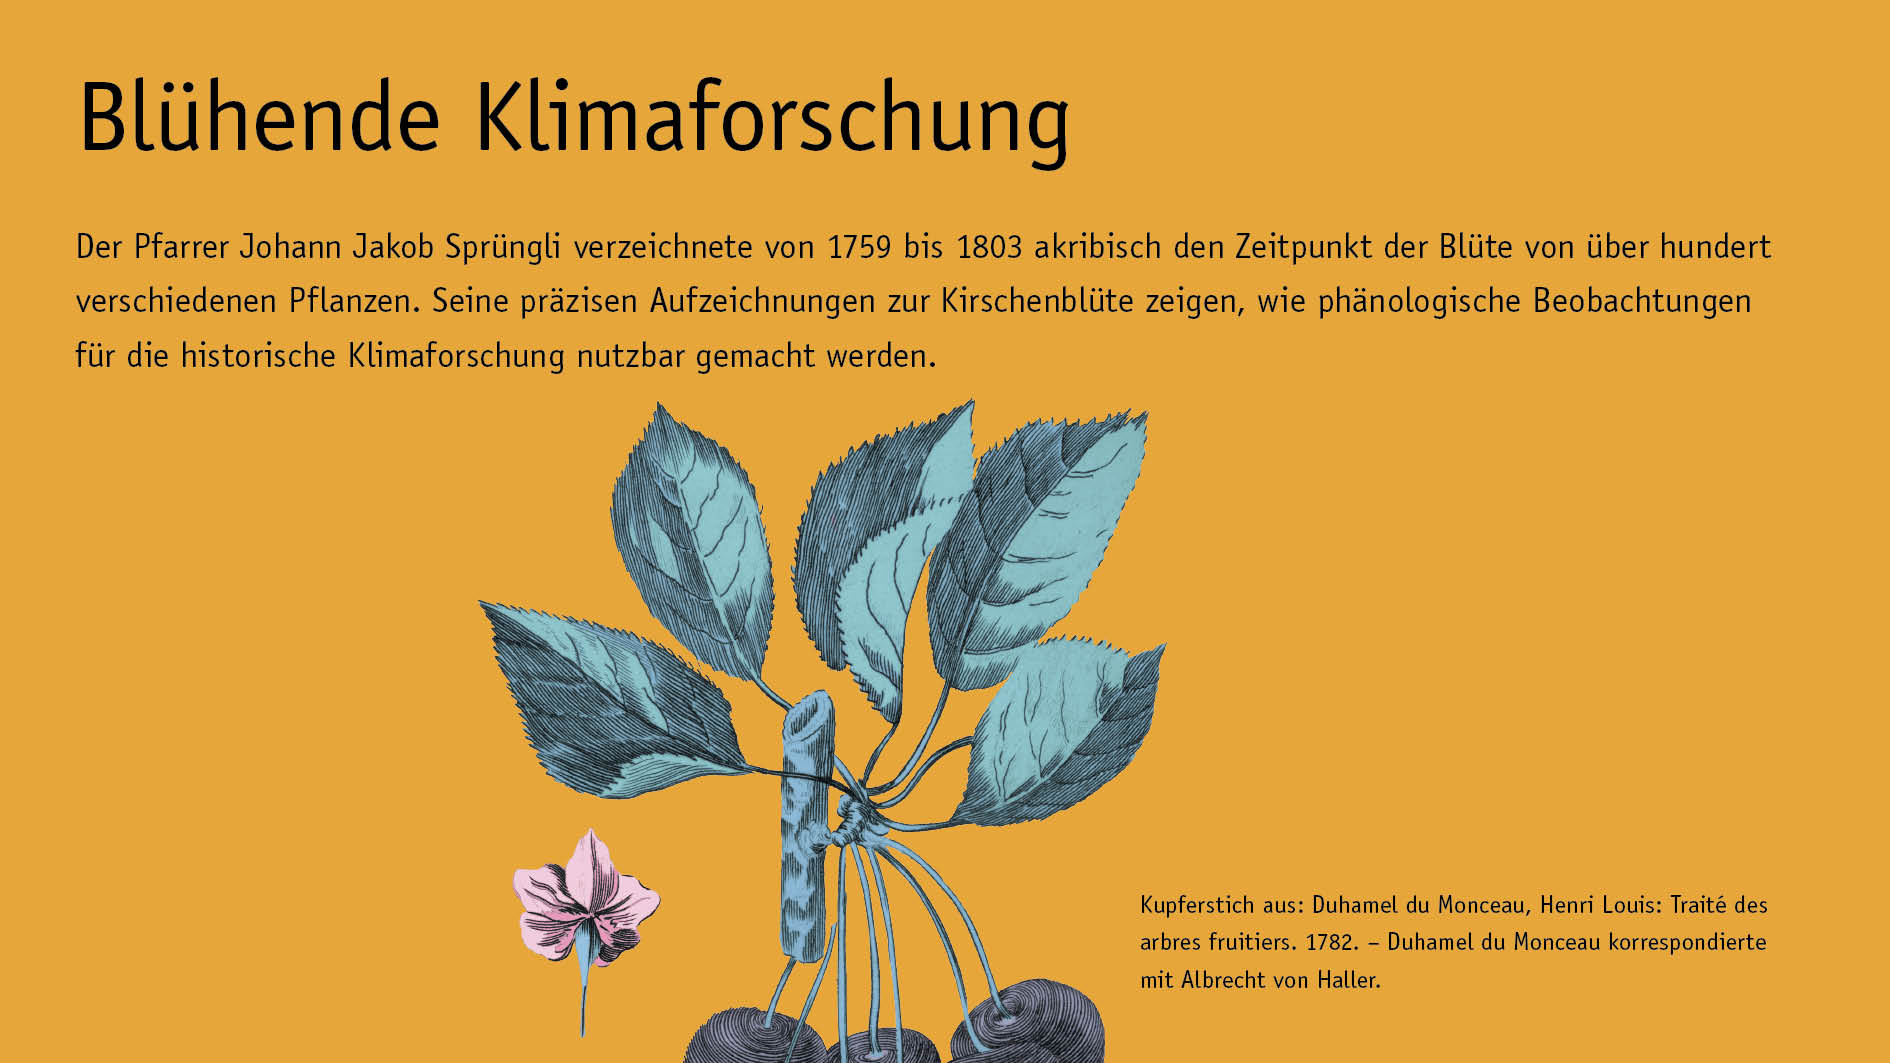 Blühende Klimaforschung
Der Pfarrer Johann Jakob Sprüngli verzeichnete von 1759 bis 1803 akribisch den Zeitpunkt der Blüte von über hundert
verschiedenen Pflanzen. Seine präzisen Aufzeichnungen zur Kirschenblüte zeigen, wie phänologische Beobachtungen
für die historische Klimaforschung nutzbar gemacht werden.
Kupferstich aus: Duhamel du Monceau, Henri Louis: Traité des
arbres fruitiers. 1782. – Duhamel du Monceau korrespondierte
mit Albrecht von Haller.